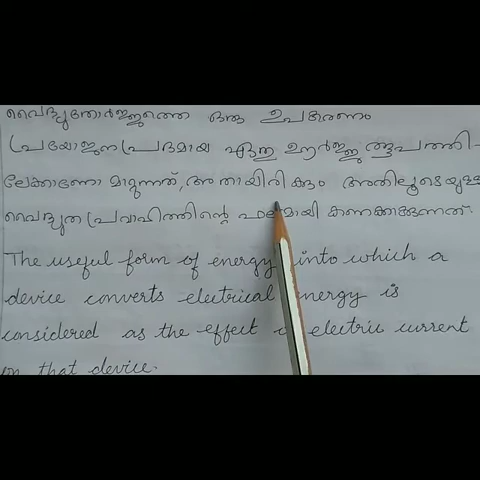 വൈദ്യുതോർജ്ജത്തെ ഒരു ഉപകരണം
പ്രയോജനപ്രദമായ ഏതു ഊർജ്ജ രൂപത്തി-
ലേക്കാണോ മാറ്റുന്നത്, അതായിരിക്കും അതിലൂടെയുള്ള
വൈദ്യുത പ്രവാഹത്തിന്റെ ഫലമായി കണക്കാക്കുന്നത്.
The useful form of energy into which a
device converts electrical energy is
considered as the effect electric current
on that device.